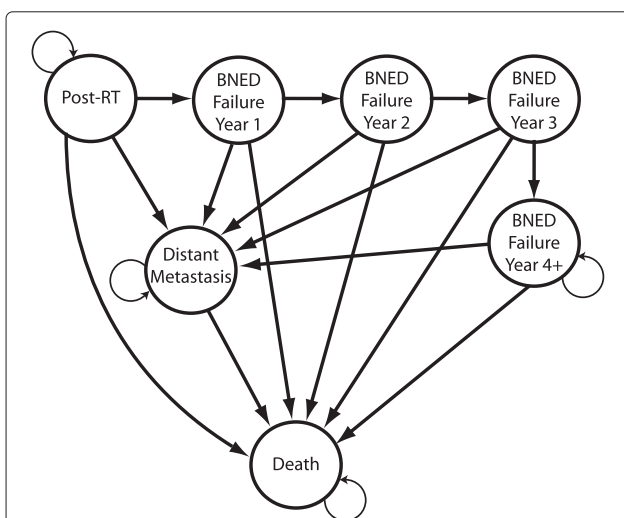 Post-RT
BNED
Failure
Year 1
BNED
Failure
Year 2
BNED
Failure
Year 3
BNED
Failure
Year 4+
Distant
Metastasis
Death